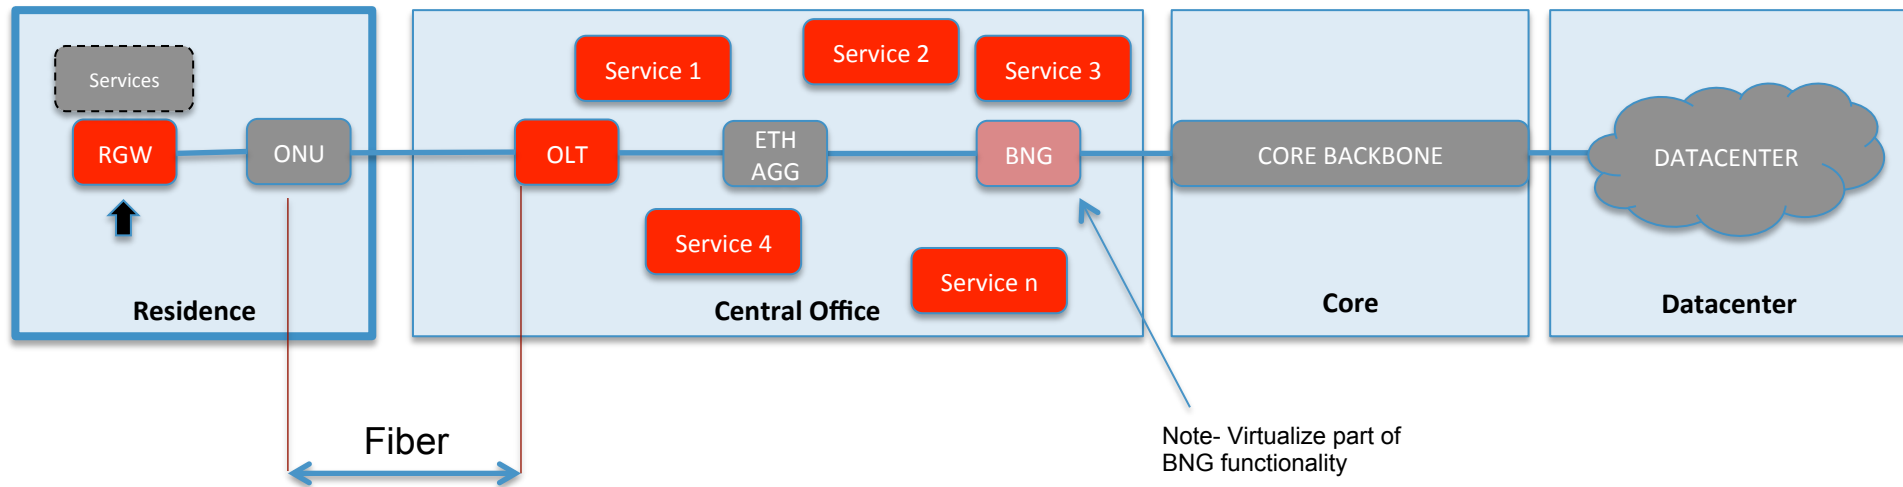 Services
RGW
ONU
Residence
Service 1
Service 2
Service 3
OLT
ETH
AGG
BNG
Service 4
Service n
Central Office
CORE BACKBONE
Core
DATACENTER
Datacenter
Fiber
Note- Virtualize part of
BNG functionality